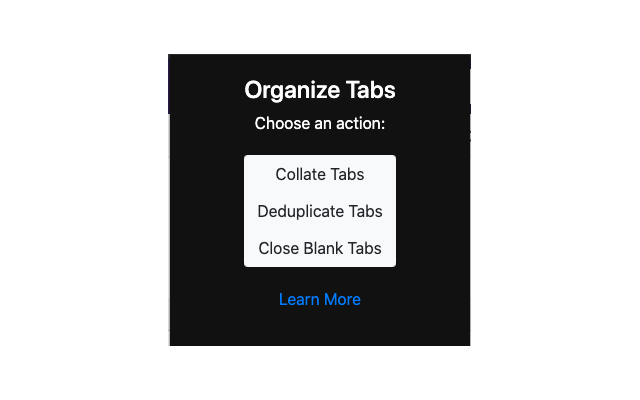 Organize Tabs
Choose an action:
Collate Tabs
Deduplicate Tabs
Close Blank Tabs
Learn More